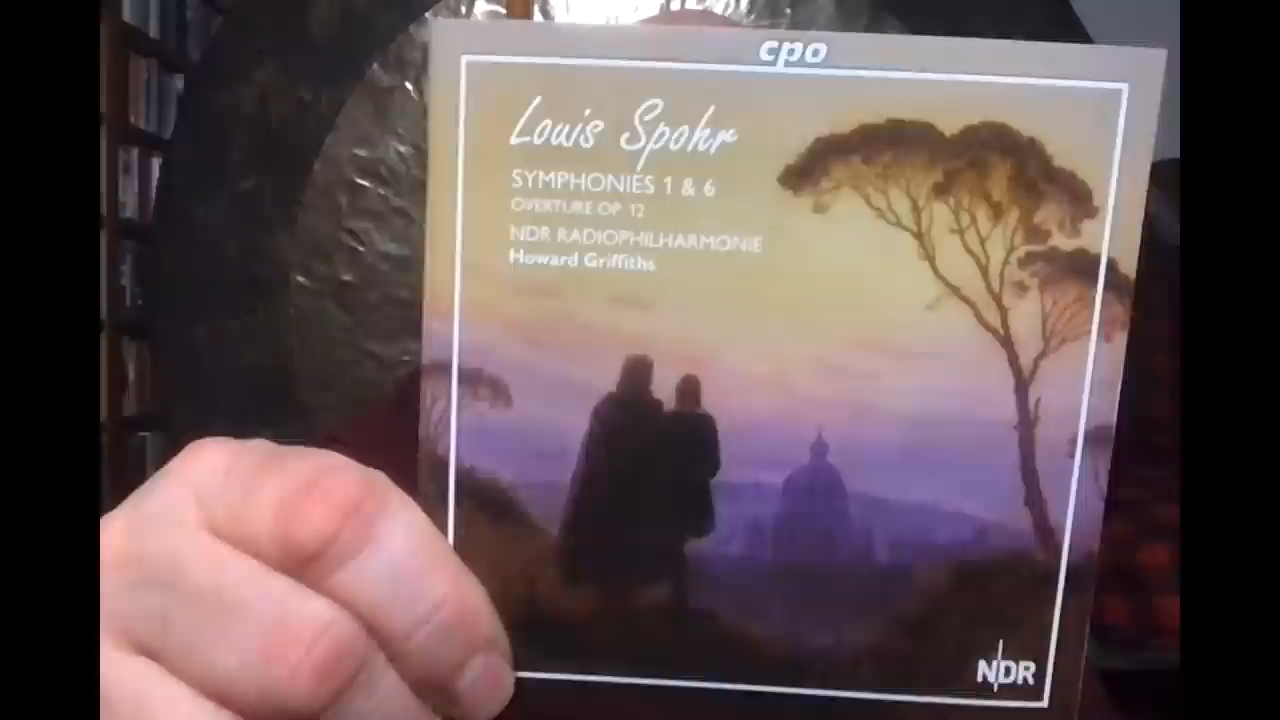 cpo
Louis Spohr
SYMPHONIES 1 & 6
OVERTURE OP. 12
NDR RADIOPHILHARMONIE
Howard Griffiths
NDR